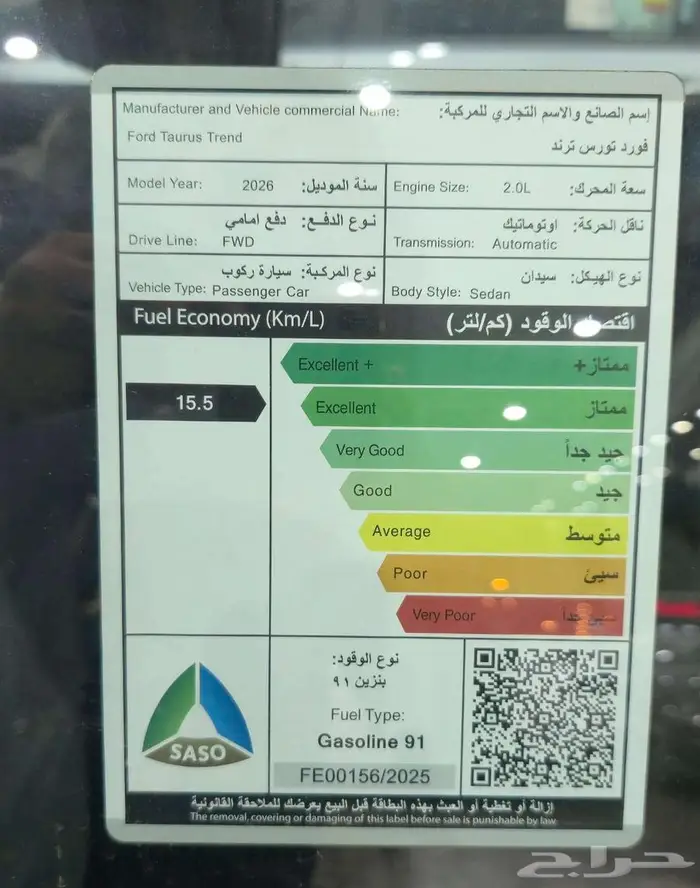 Manufacturer and Vehicle commercial Name: إسم الصانع والاسم التجاري للمركبة:
Ford Taurus Trend فورد تورس ترند
Model Year: 2026 سنة الموديل:
Engine Size: 2.0L سعة المحرك:
نوع الدفع: دفع امامي
Drive Line: FWD
ناقل الحركة: اوتوماتيك
Transmission: Automatic
نوع المركبة: سيارة ركوب
Vehicle Type: Passenger Car
نوع الهيكل: سيدان
Body Style: Sedan
Fuel Economy (Km/L) اقتصاد الوقود (كم/لتر)
Excellent + ممتاز+
15.5
Excellent ممتاز
Very Good جيد جداً
Good جيد
Average متوسط
Poor سيئ
Very Poor سيئ جداً
SASO
نوع الوقود:
بنزين ٩١
Fuel Type:
Gasoline 91
FE00156/2025
إزالة أو تغطية أو العبث بهذه البطاقة قبل البيع يعرضك للملاحقة القانونية
The removal, covering or damaging of this label before sale is punishable by law
حراج